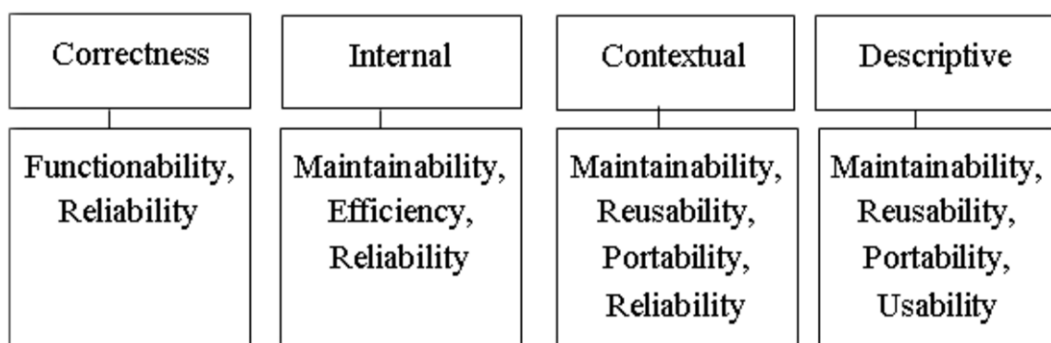 Correctness
Internal
Contextual
Descriptive
Functionability,
Reliability
Maintainability,
Efficiency,
Reliability
Maintainability,
Reusability,
Portability,
Reliability
Maintainability,
Reusability,
Portability,
Usability